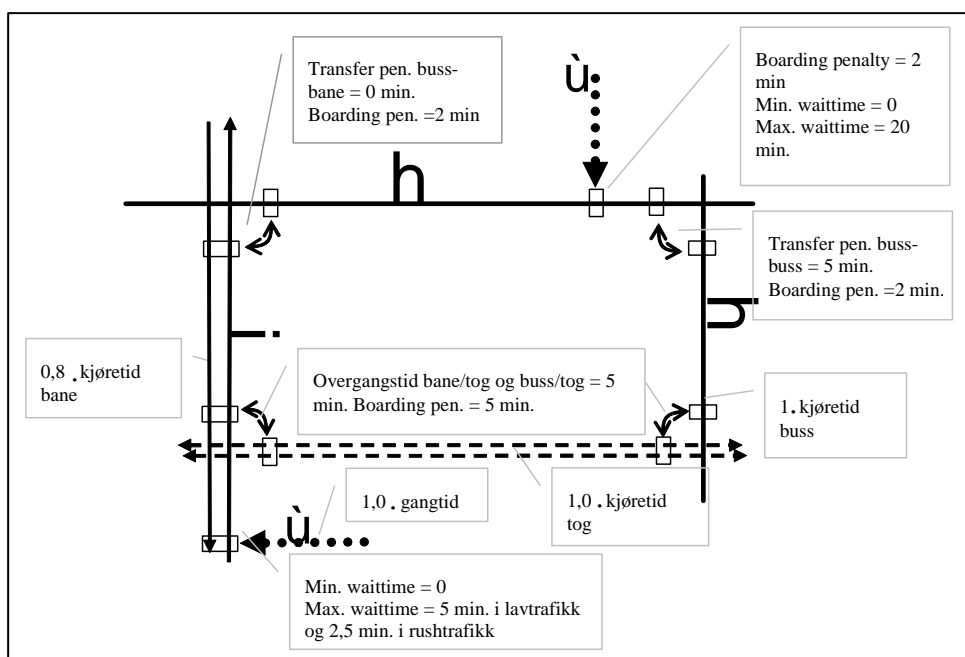 Transfer pen. buss-
bane = 0 min.
Boarding pen. =2 min
ù
Boarding penalty = 2
min
Min. waittime = 0
Max. waittime = 20
min.
h
Transfer pen. buss-
buss = 5 min.
Boarding pen. =2 min.
0,8 . kjøretid
bane
Overgangstid bane/tog og buss/tog = 5
min. Boarding pen. = 5 min.
1. kjøretid
buss
1,0 . gangtid
1,0 . kjøretid
tog
ù
Min. waittime = 0
Max. waittime = 5 min. i lavtrafikk
og 2,5 min. i rushtrafikk